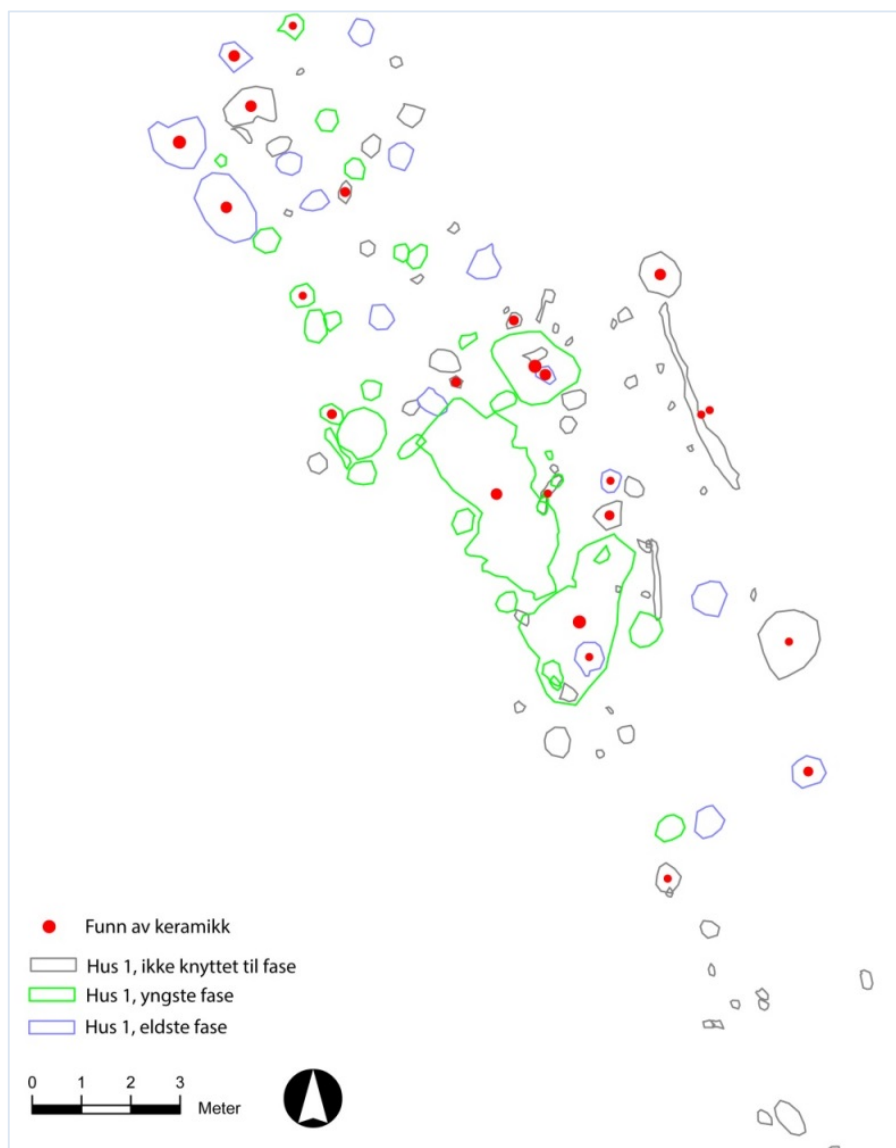 Funn av keramikk
Hus 1, ikke knyttet til fase
Hus 1, yngste fase
Hus 1, eldste fase
0 1 2 3
Meter